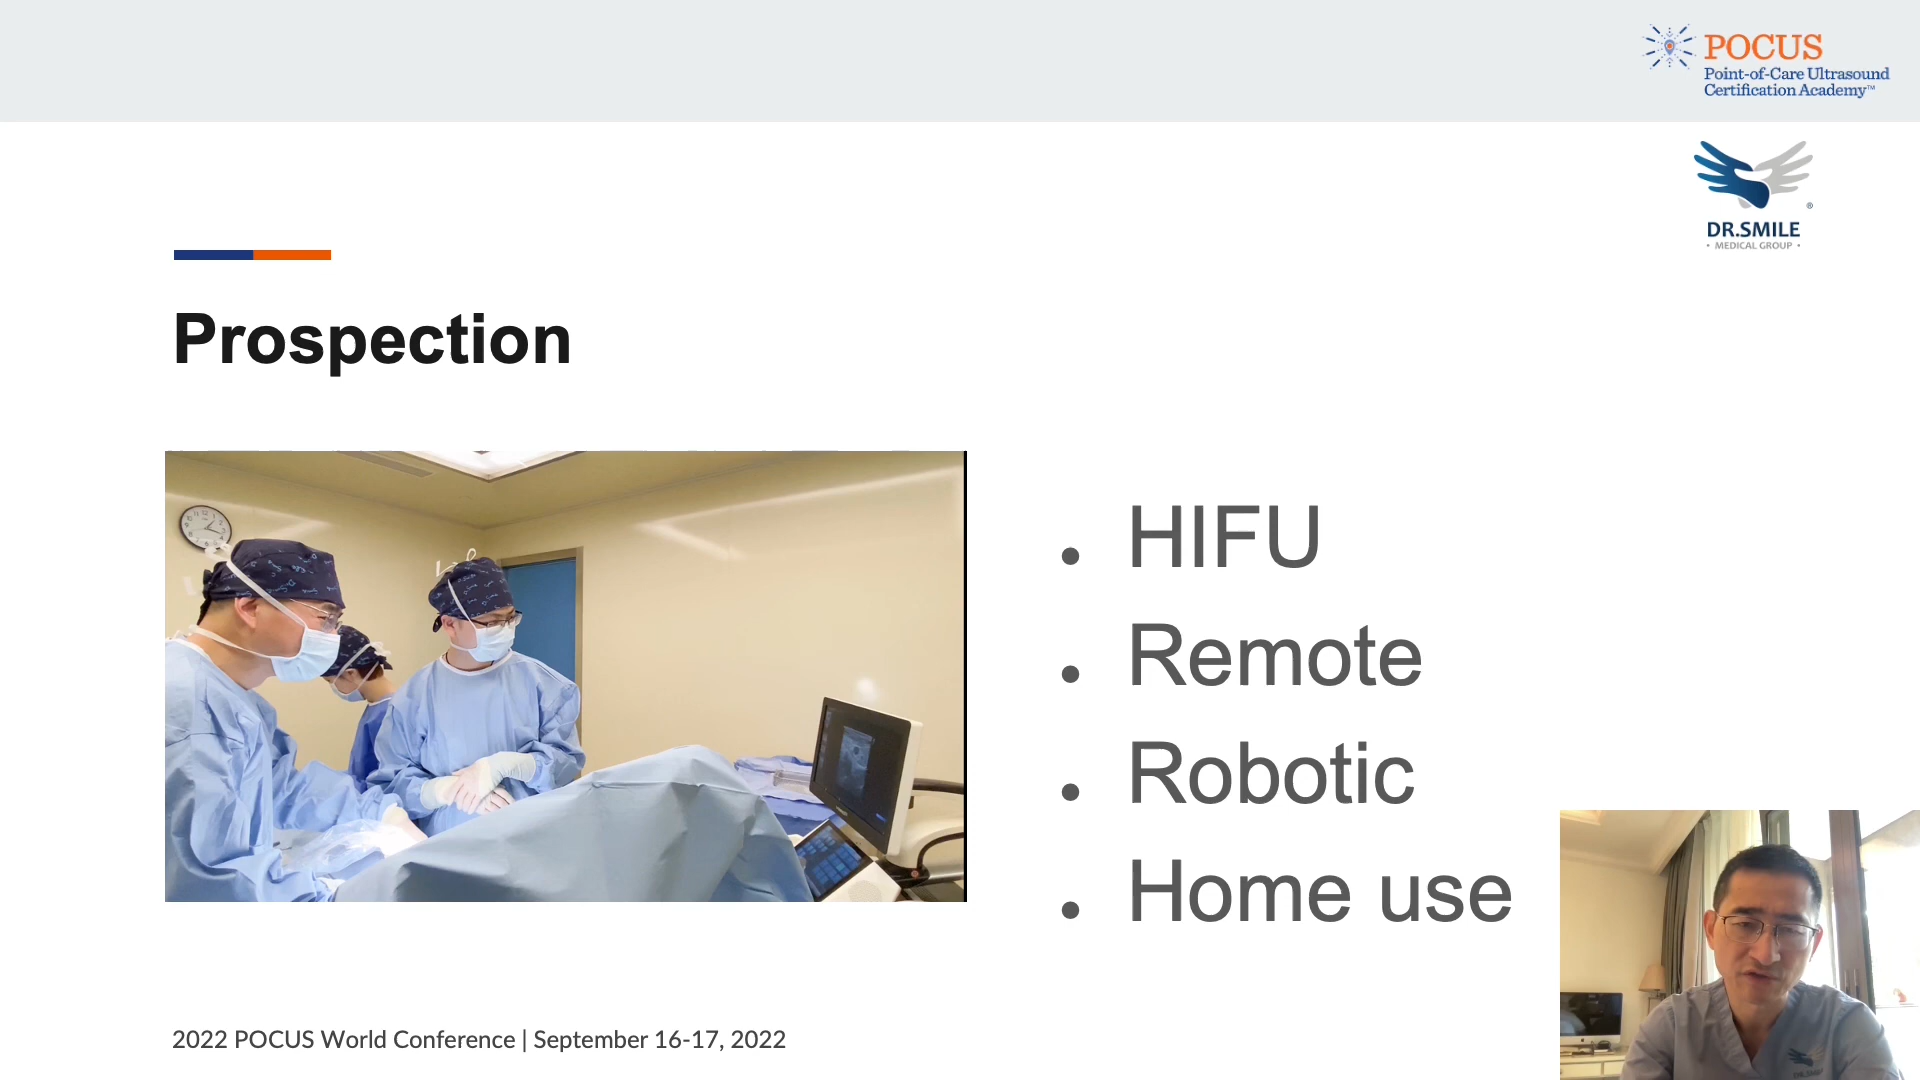 POCUS
Point-of-Care Ultrasound
Certification Academy™
DR.SMILE
®
• MEDICAL GROUP •
Prospection
• HIFU
• Remote
• Robotic
• Home use
2022 POCUS World Conference | September 16-17, 2022